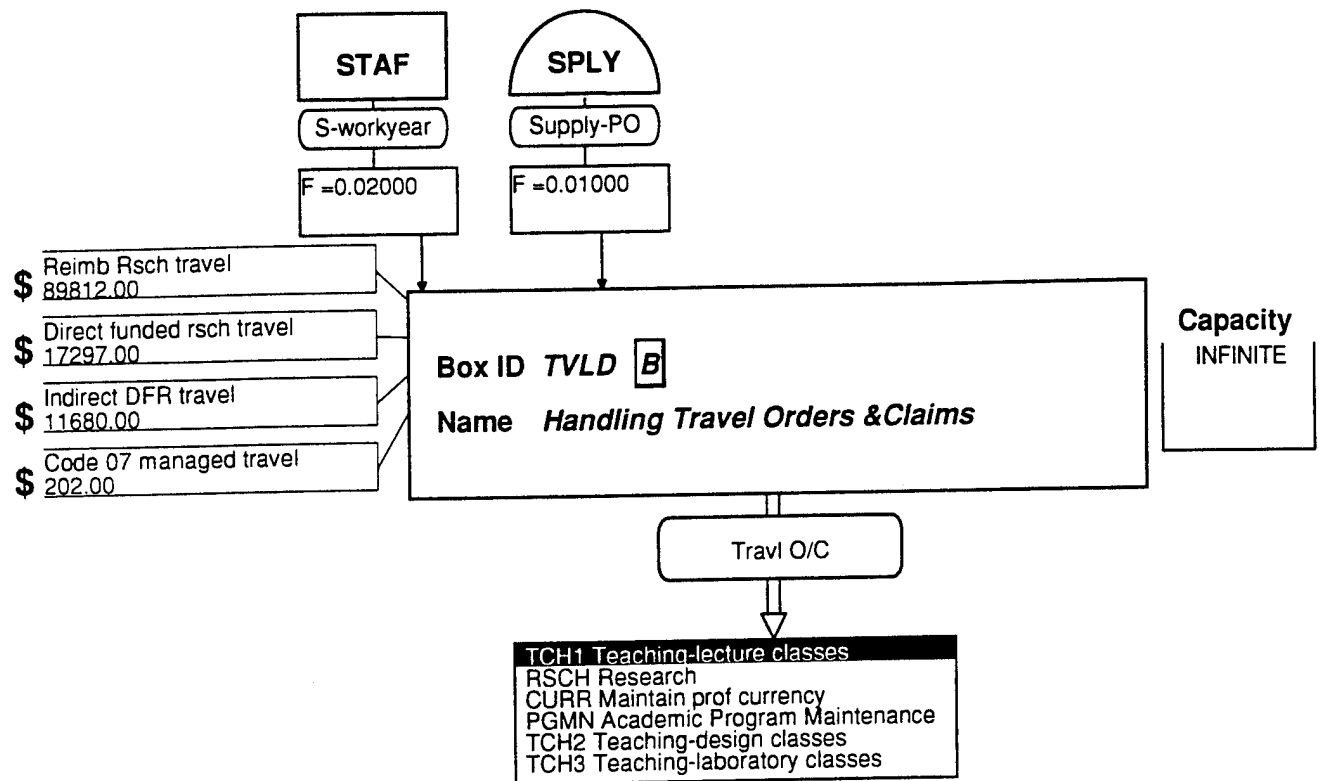 STAF
SPLY
S-workyear
Supply-PO
F =0.02000
F =0.01000
$ Reimb Rsch travel
89812.00
$ Direct funded rsch travel
17297.00
$ Indirect DFR travel
11680.00
$ Code 07 managed travel
202.00
Box ID TVLD B
Name Handling Travel Orders &Claims
Capacity
INFINITE
Travl O/C
TCH1 Teaching-lecture classes
RSCH Research
CURR Maintain prof currency
PGMN Academic Program Maintenance
TCH2 Teaching-design classes
TCH3 Teaching-laboratory classes